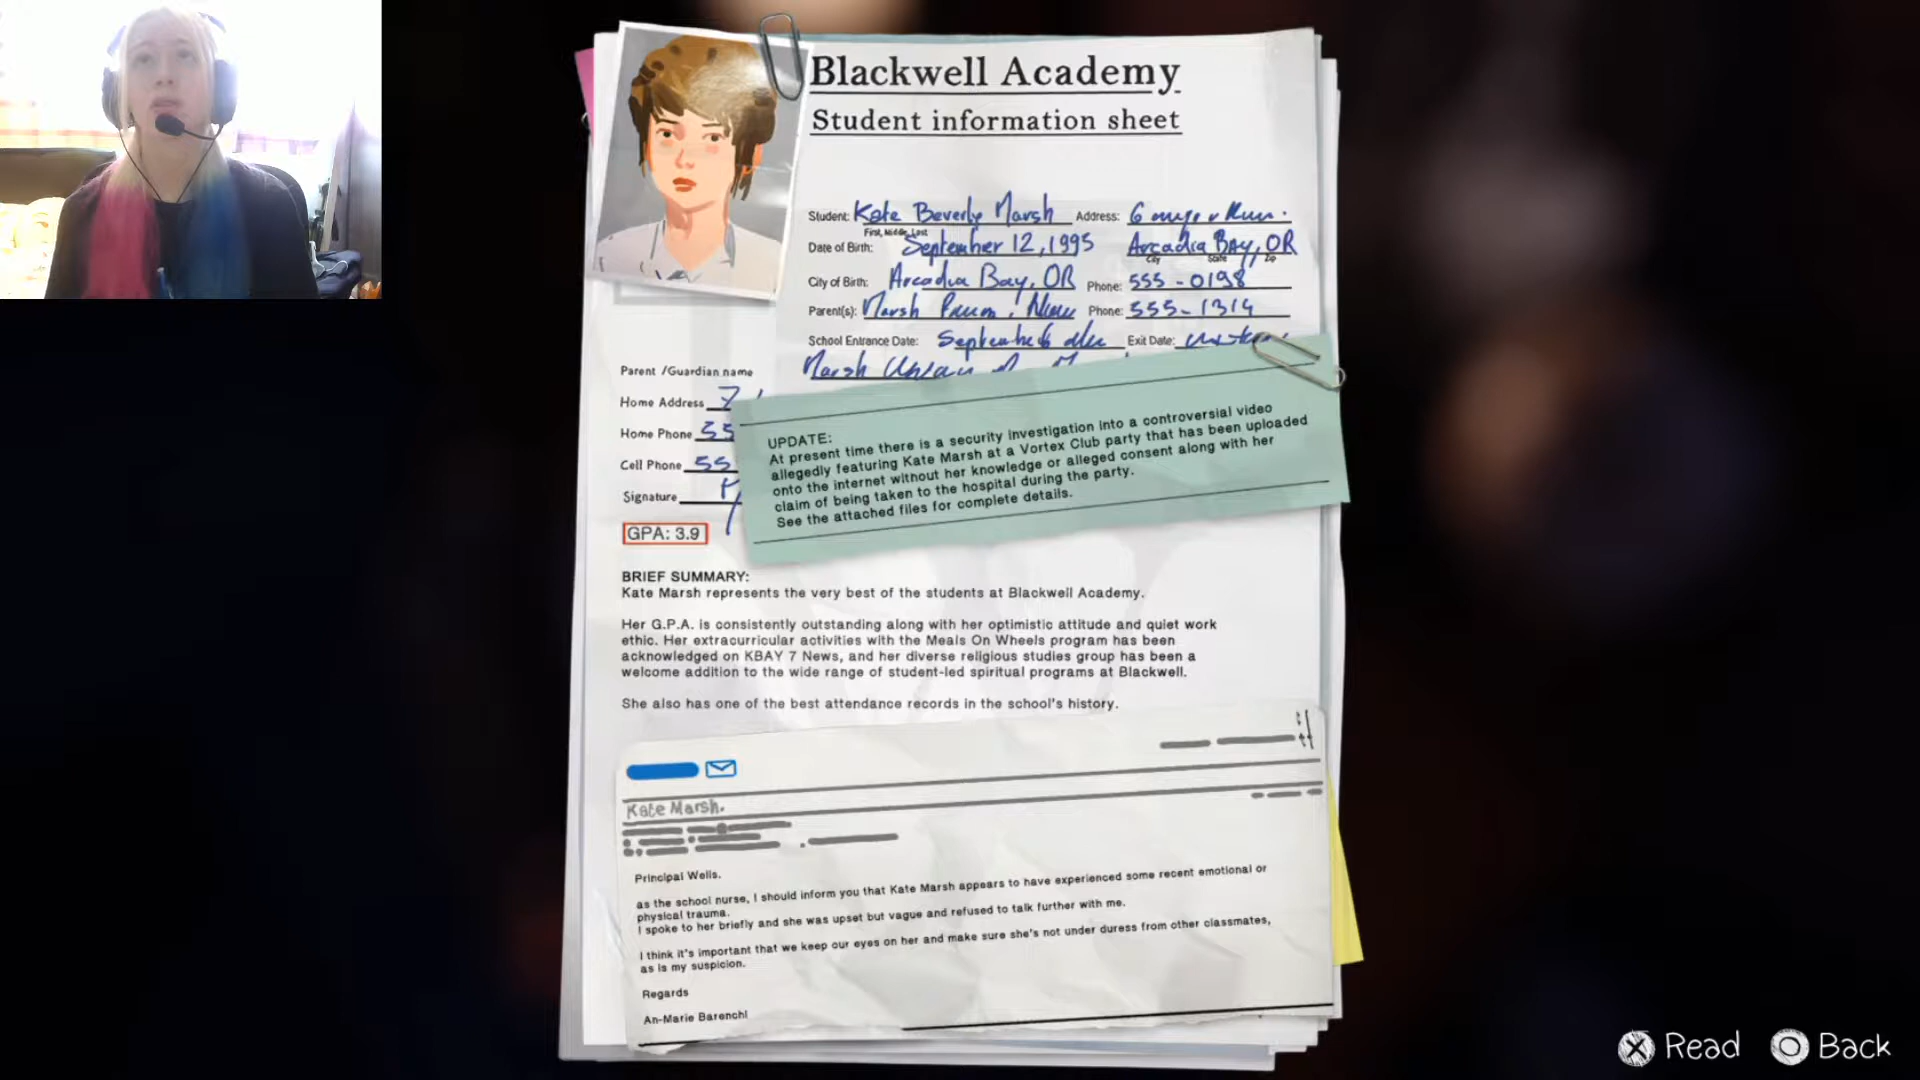 Blackwell Academy
Student information sheet
Student: Kate Beverly Marsh Address:
First, Middle, Last
Date of Birth: September 12, 1995 Arcadia Bay, OR
City State Zip
City of Birth: Arcadia Bay, OR Phone: 555-0198
Parent(s): Marsh Phone: 555-1314
School Entrance Date: Exit Date:
Marsh
Parent /Guardian name
Home Address 7
Home Phone 55
Cell Phone 55
Signature
GPA: 3.9
UPDATE:
At present time there is a security investigation into a controversial video
allegedly featuring Kate Marsh at a Vortex Club party that has been uploaded
onto the internet without her knowledge or alleged consent along with her
claim of being taken to the hospital during the party.
See the attached files for complete details.
BRIEF SUMMARY:
Kate Marsh represents the very best of the students at Blackwell Academy.
Her G.P.A. is consistently outstanding along with her optimistic attitude and quiet work
ethic. Her extracurricular activities with the Meals On Wheels program has been
acknowledged on KBAY 7 News, and her diverse religious studies group has been a
welcome addition to the wide range of student-led spiritual programs at Blackwell.
She also has one of the best attendance records in the school's history.
Kate Marsh.
Principal Wells.
as the school nurse, I should inform you that Kate Marsh appears to have experienced some recent emotional or
physical trauma.
I spoke to her briefly and she was upset but vague and refused to talk further with me.
I think it's important that we keep our eyes on her and make sure she's not under duress from other classmates,
as is my suspicion.
Regards
An-Marie Barenchl
Read
Back